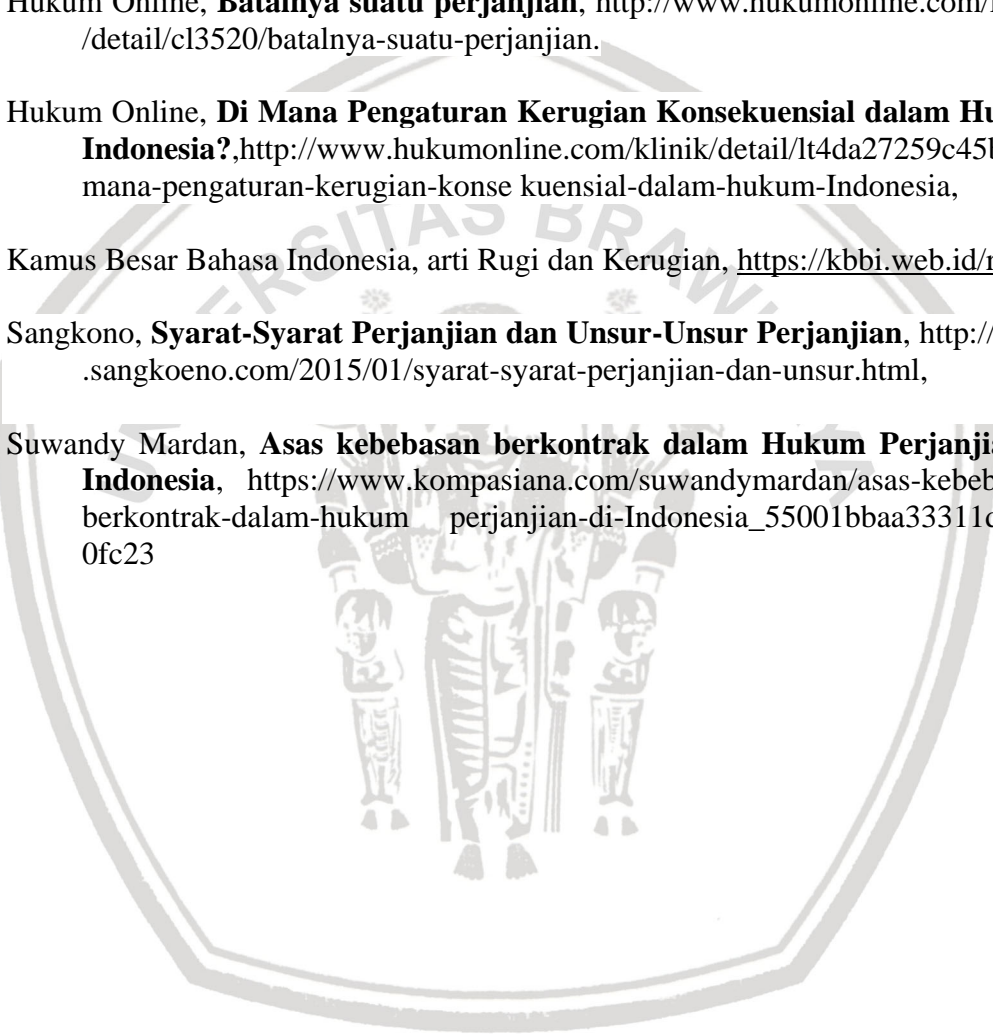 Hukum Online, Batalnya suatu perjanjian, http://www.hukumonline.com/
/detail/cl3520/batalnya-suatu-perjanjian.
Hukum Online, Di Mana Pengaturan Kerugian Konsekuensial dalam Hu
Indonesia?,http://www.hukumonline.com/klinik/detail/lt4da27259c45b
mana-pengaturan-kerugian-konse kuensial-dalam-hukum-Indonesia,
Kamus Besar Bahasa Indonesia, arti Rugi dan Kerugian, https://kbbi.web.id/r
Sangkono, Syarat-Syarat Perjanjian dan Unsur-Unsur Perjanjian, http://
.sangkoeno.com/2015/01/syarat-syarat-perjanjian-dan-unsur.html,
Suwandy Mardan, Asas kebebasan berkontrak dalam Hukum Perjanji
Indonesia, https://www.kompasiana.com/suwandymardan/asas-kebeb
berkontrak-dalam-hukum perjanjian-di-Indonesia_55001bbaa33311
0fc23
ERSITAS BRAWI